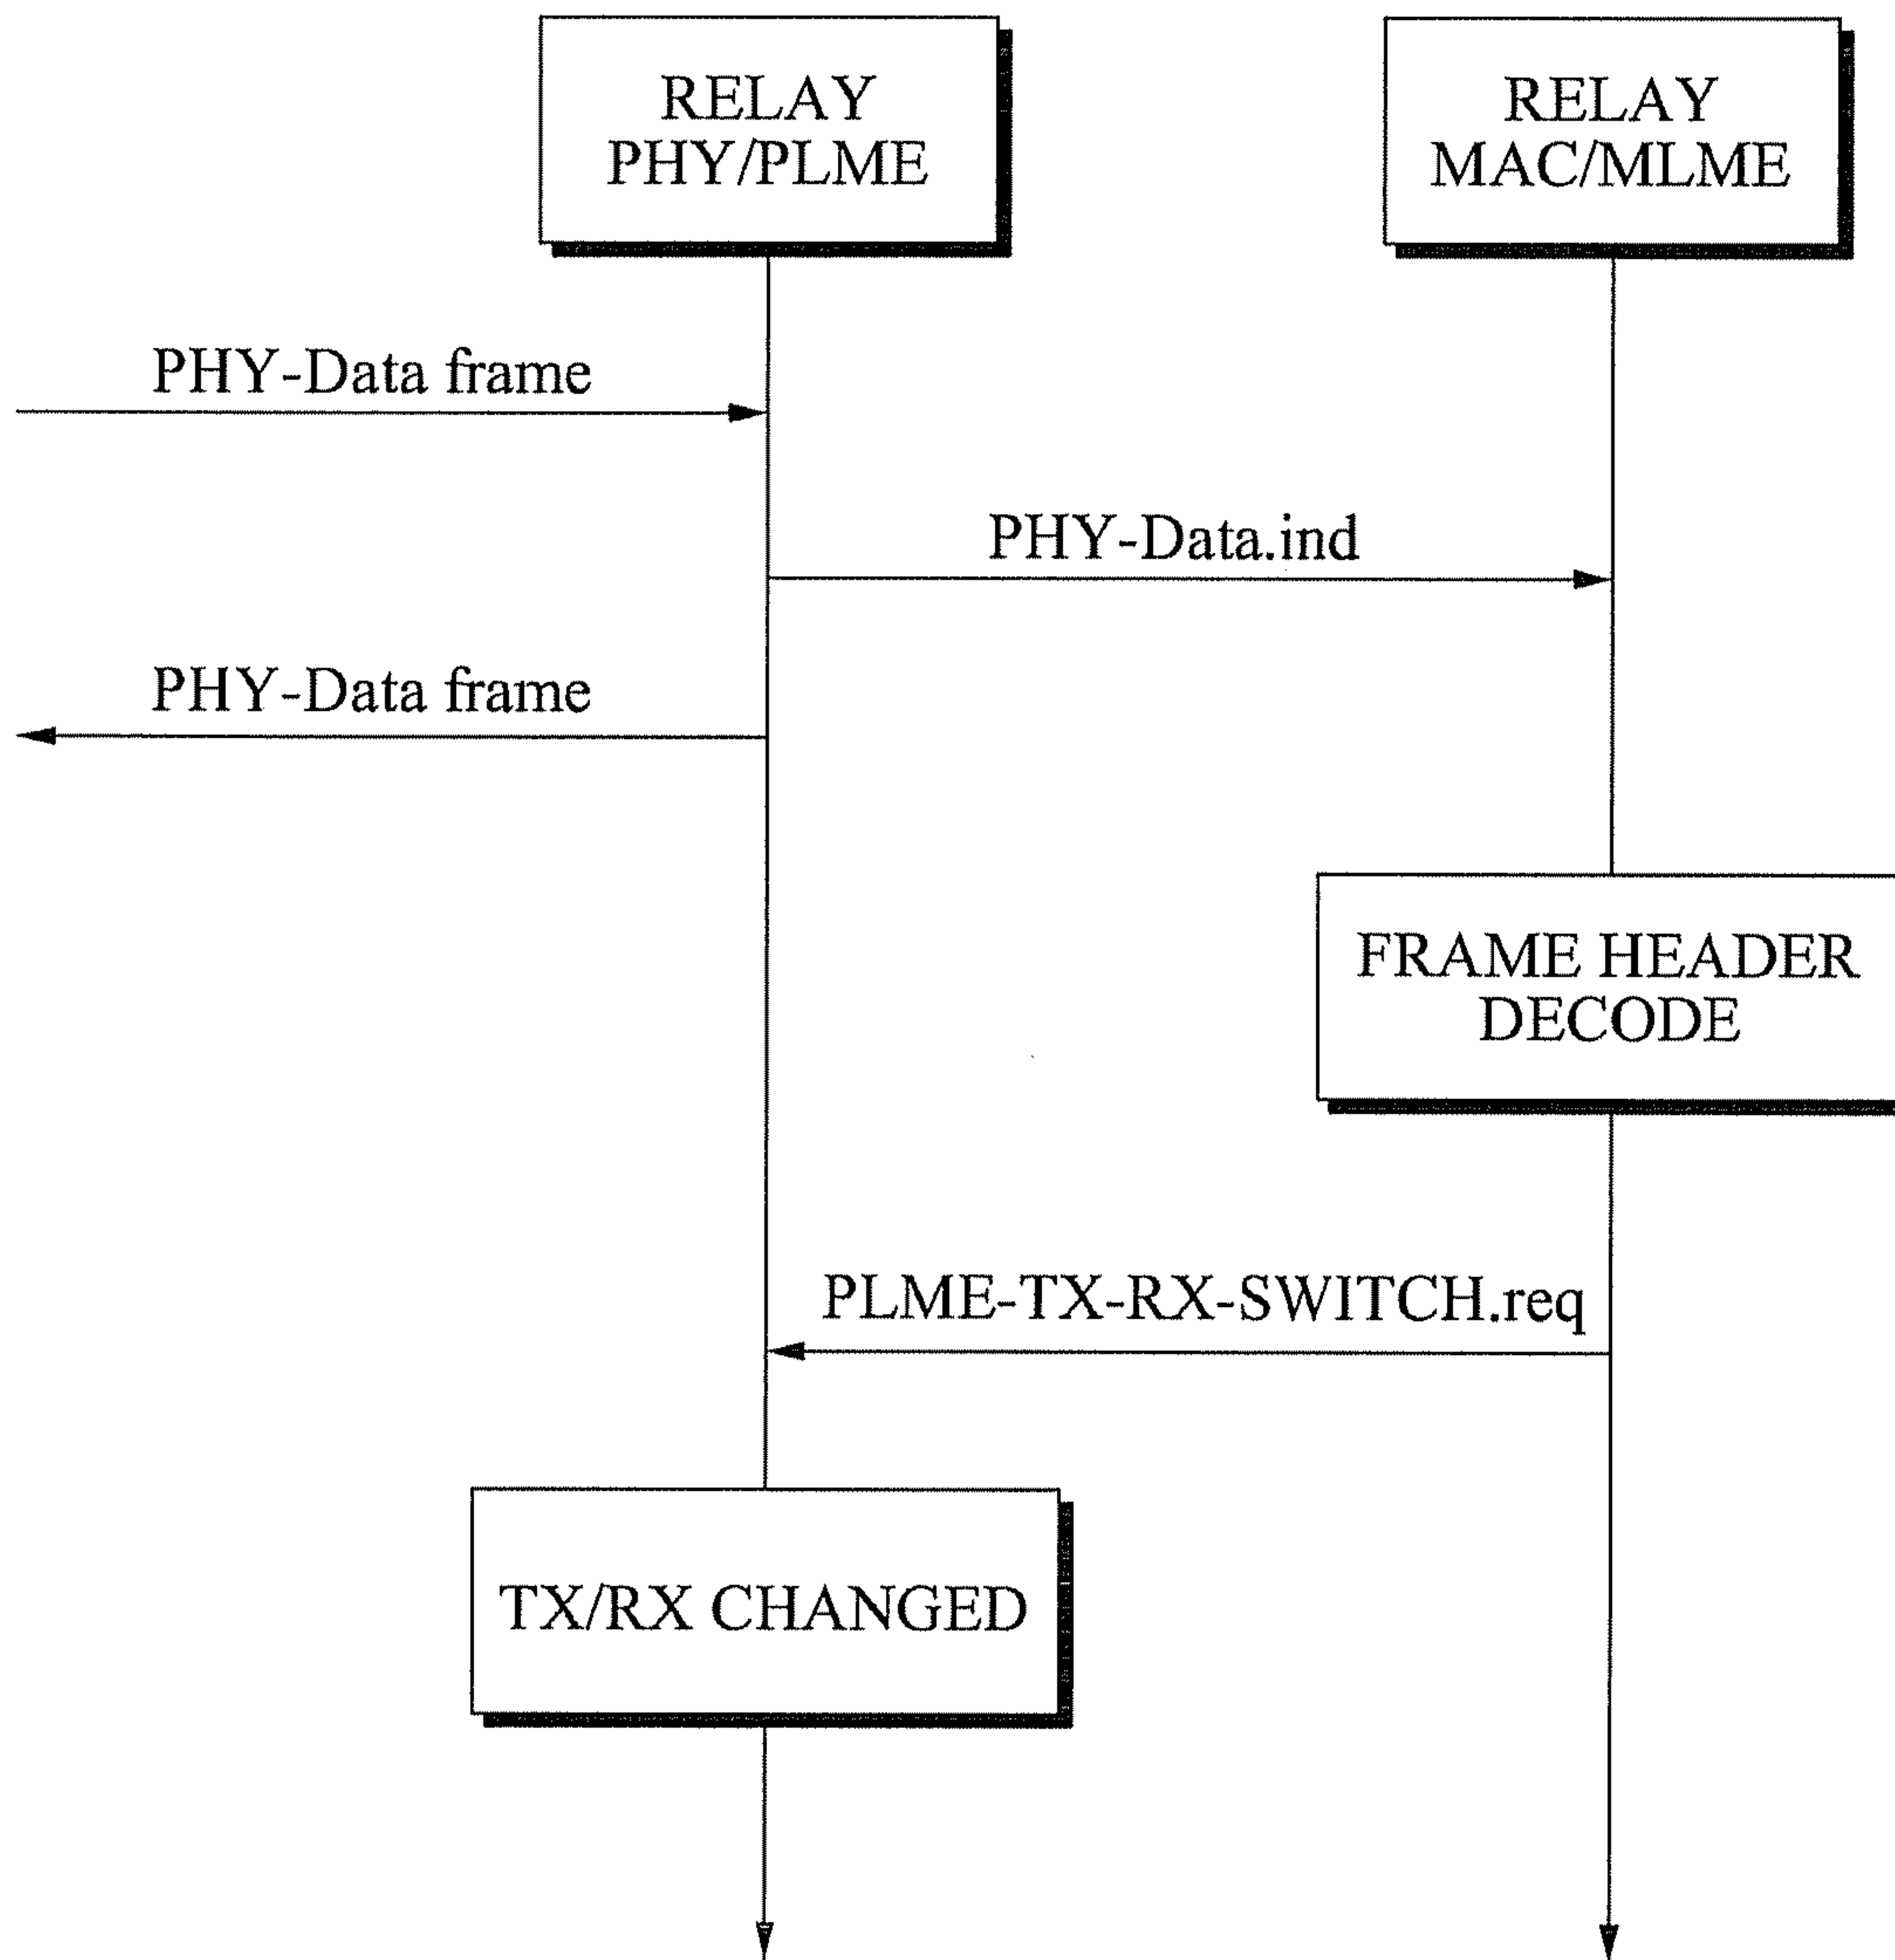 RELAY
PHY/PLME
RELAY
MAC/MLME
PHY-Data frame
PHY-Data.ind
PHY-Data frame
FRAME HEADER
DECODE
PLME-TX-RX-SWITCH.req
TX/RX CHANGED